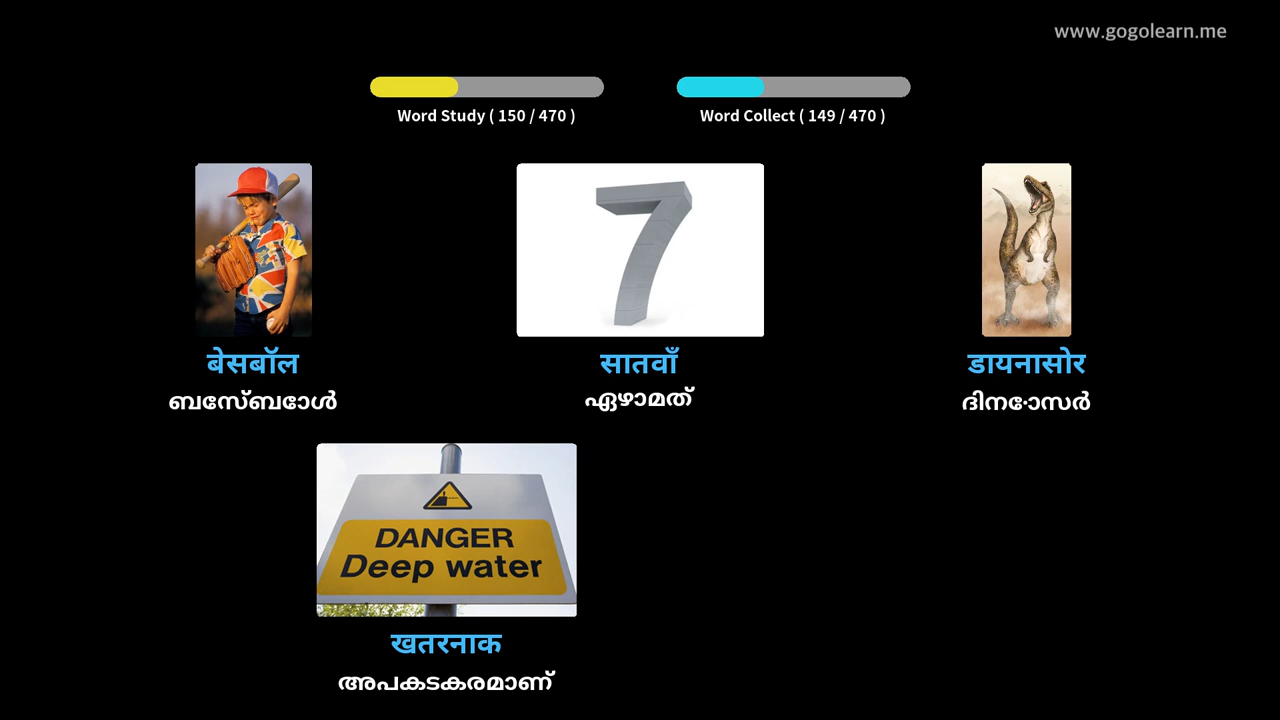 www.gogolearn.me
Word Study ( 150 / 470 )
Word Collect ( 149 / 470 )
बेसबॉल
ബേസ്ബോൾ
सातवाँ
ഏഴാമത്
डायनासोर
ദിനോസർ
DANGER
Deep water
खतरनाक
അപകടകരമാണ്